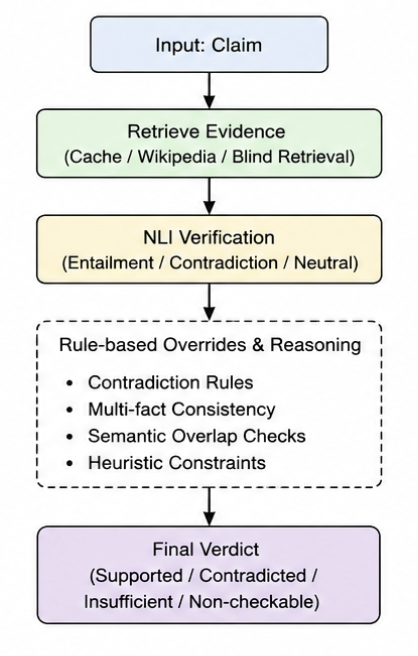 Input: Claim
Retrieve Evidence
(Cache / Wikipedia / Blind Retrieval)
NLI Verification
(Entailment / Contradiction / Neutral)
Rule-based Overrides & Reasoning
• Contradiction Rules
• Multi-fact Consistency
• Semantic Overlap Checks
• Heuristic Constraints
Final Verdict
(Supported / Contradicted /
Insufficient / Non-checkable)